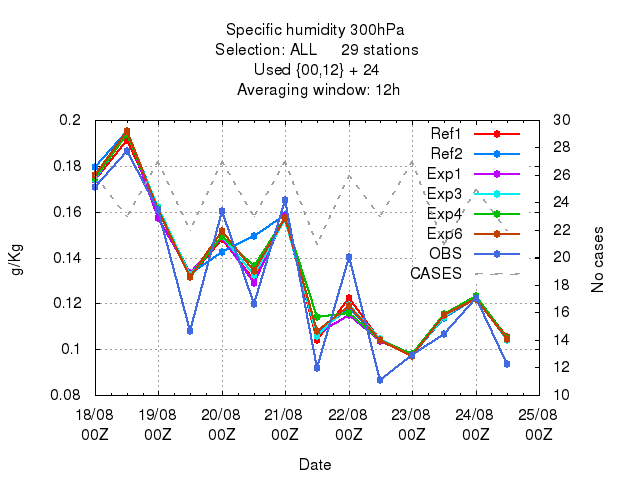 Specific humidity 300hPa
Selection: ALL 29 stations
Used {00,12} + 24
Averaging window: 12h
g/Kg
0.2
0.18
0.16
0.14
0.12
0.1
0.08
Ref1
Ref2
Exp1
Exp3
Exp4
Exp6
OBS
CASES
30
28
26
24
22
20
18
16
14
12
10
No cases
18/08 19/08 20/08 21/08 22/08 23/08 24/08 25/08
00Z 00Z 00Z 00Z 00Z 00Z 00Z 00Z
Date